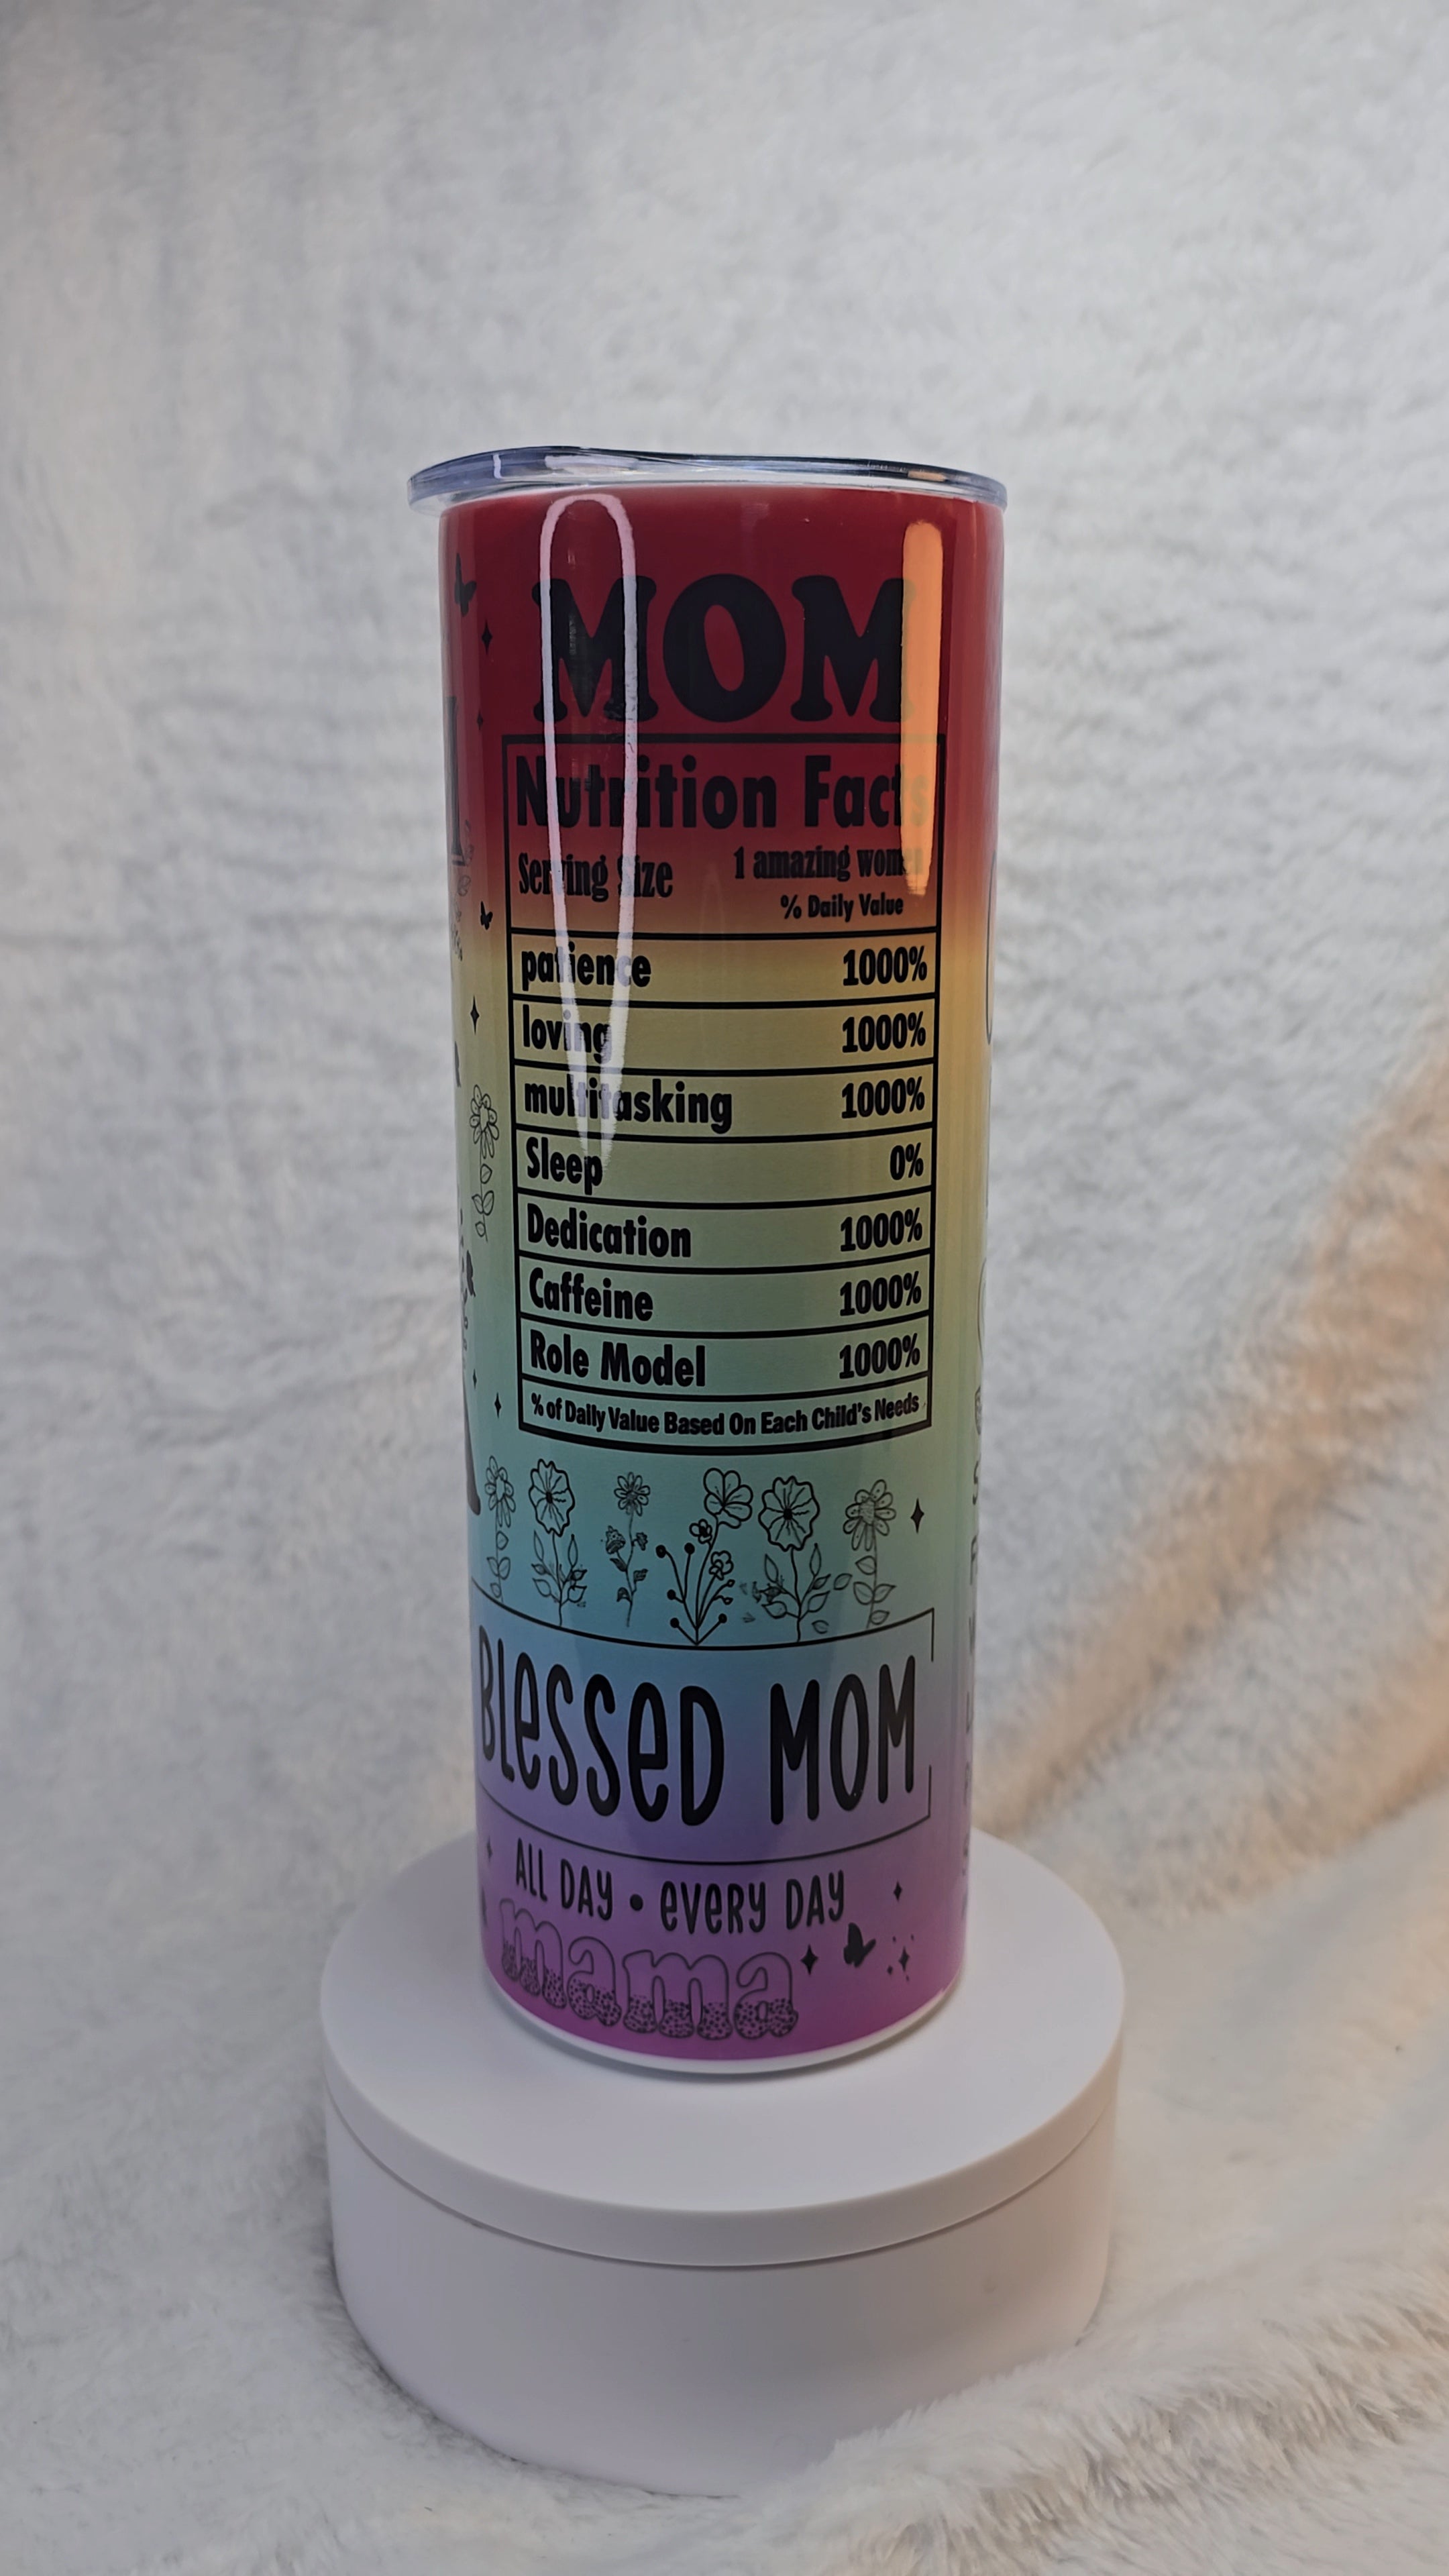 MOM
Nutrition Facts
Serving Size 1 amazing women
% Daily Value
patience 1000%
loving 1000%
multitasking 1000%
Sleep 0%
Dedication 1000%
Caffeine 1000%
Role Model 1000%
% of Daily Value Based On Each Child's Needs
BLesseD MOM
ALL DAY • eveRY DAY
mama